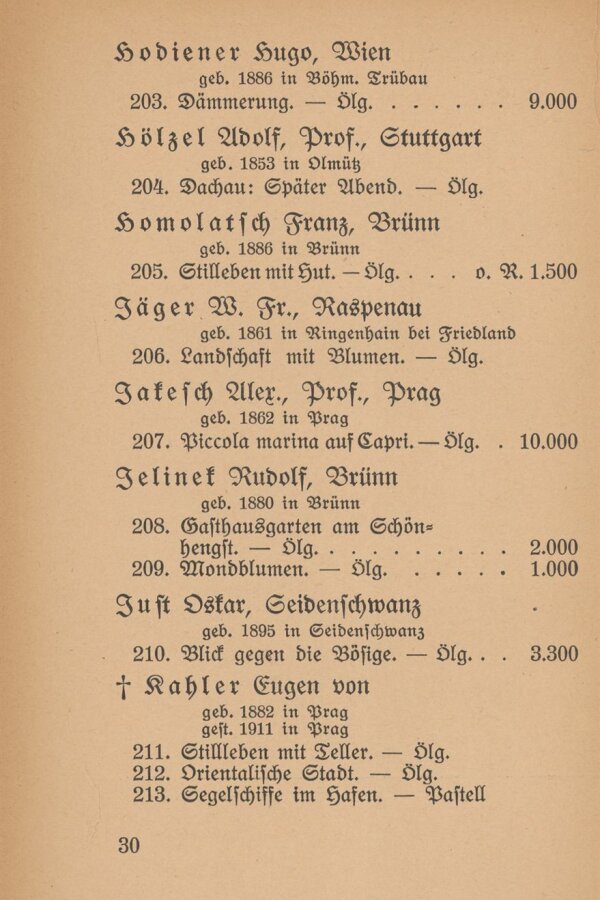 Hodiener Hugo, Wien
geb. 1886 in Böhm. Trübau
203. Dämmerung. — Ölg. . . . . . . 9.000
Hölzel Adolf, Prof., Stuttgart
geb. 1853 in Olmütz
204. Dachau: Später Abend. — Ölg.
Homolatsch Franz, Brünn
geb. 1886 in Brünn
205. Stilleben mit Hut. — Ölg. . . . o. R. 1.500
Jäger W. Fr., Raspenau
geb. 1861 in Ringenhain bei Friedland
206. Landschaft mit Blumen. — Ölg.
Jakesch Alex., Prof., Prag
geb. 1862 in Prag
207. Piccola marina auf Capri. — Ölg. . 10.000
Jelinek Rudolf, Brünn
geb. 1880 in Brünn
208. Gasthausgarten am Schön-
hengst. — Ölg. . . . . . . . . . 2.000
209. Mondblumen. — Ölg. . . . . . 1.000
Just Oskar, Seidenschwanz
geb. 1895 in Seidenschwanz
210. Blick gegen die Bösige. — Ölg. . . 3.300
† Kahler Eugen von
geb. 1882 in Prag
gest. 1911 in Prag
211. Stillleben mit Teller. — Ölg.
212. Orientalische Stadt. — Ölg.
213. Segelschiffe im Hafen. — Pastell
30